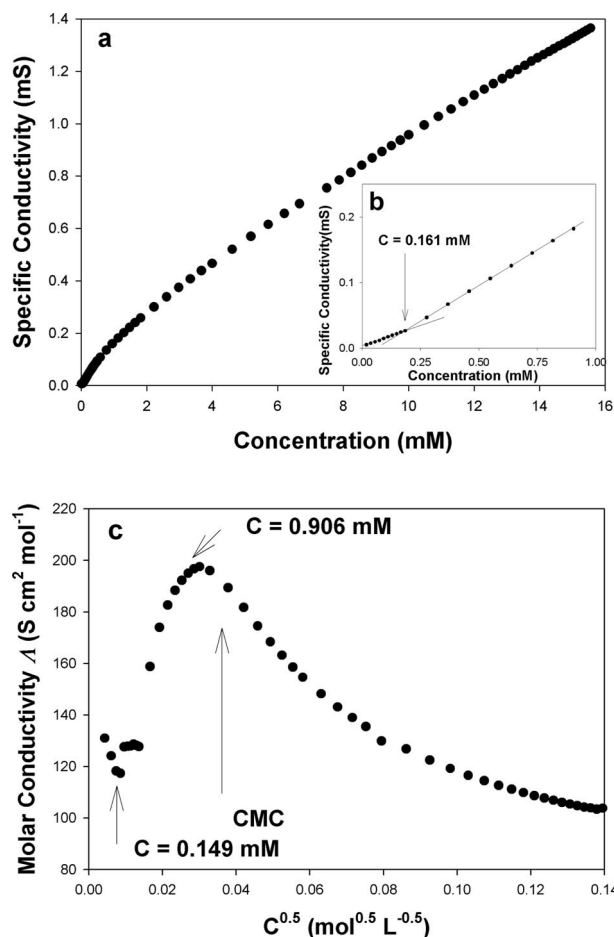 a
Specific Conductivity (mS)
1.4
1.2
1.0
0.8
0.6
0.4
0.2
0.0
b
C = 0.161 mM
Specific Conductivity(mS)
0.2
0.1
0.0
0.00 0.25 0.50 0.75 1.00
Concentration (mM)
0 2 4 6 8 10 12 14 16
Concentration (mM)
c
Molar Conductivity Λ (S cm² mol⁻¹)
220
200
180
160
140
120
100
80
C = 0.906 mM
CMC
C = 0.149 mM
0.00 0.02 0.04 0.06 0.08 0.10 0.12 0.14
C⁰·⁵ (mol⁰·⁵ L⁻⁰·⁵)